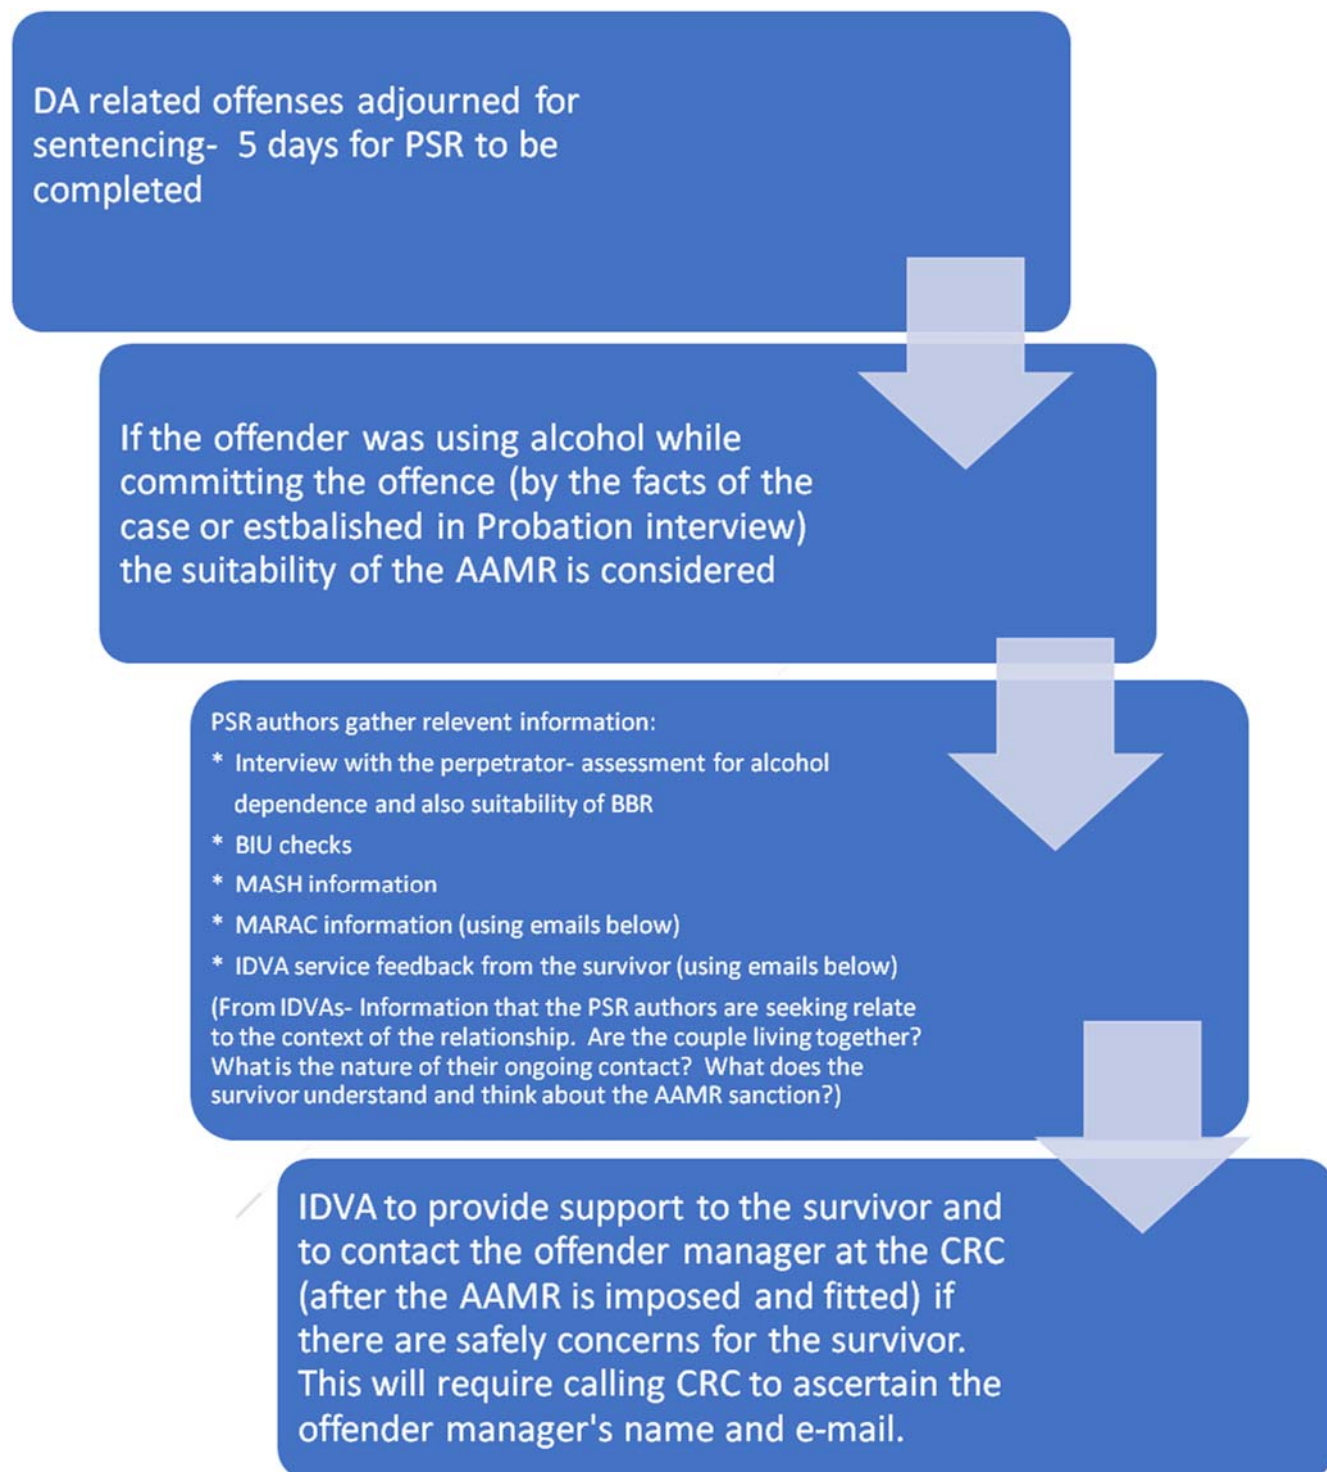 DA related offenses adjourned for
sentencing-  5 days for PSR to be
completed
If the offender was using alcohol while
committing the offence (by the facts of the
case or estbalished in Probation interview)
the suitability of the AAMR is considered
PSR authors gather relevent information:
* Interview with the perpetrator- assessment for alcohol
dependence and also suitability of BBR
* BIU checks
* MASH information
* MARAC information (using emails below)
* IDVA service feedback from the survivor (using emails below)
(From IDVAs- Information that the PSR authors are seeking relate
to the context of the relationship.  Are the couple living together?
What is the nature of their ongoing contact?  What does the
survivor understand and think about the AAMR sanction?)
IDVA to provide support to the survivor and
to contact the offender manager at the CRC
(after the AAMR is imposed and fitted) if
there are safely concerns for the survivor.
This will require calling CRC to ascertain the
offender manager's name and e-mail.